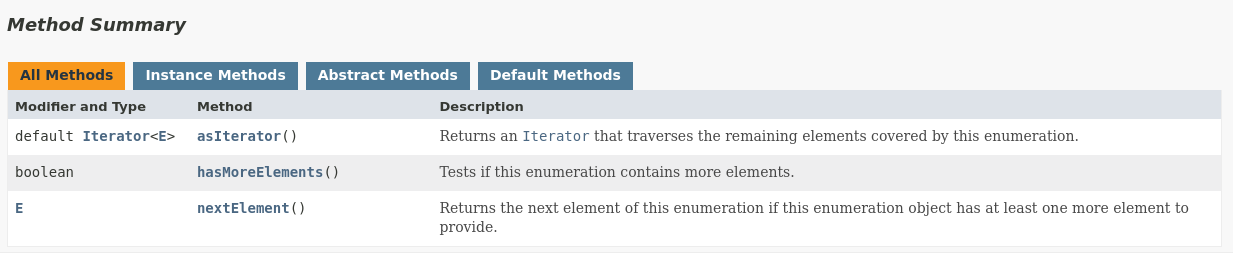 Method Summary
All Methods Instance Methods Abstract Methods Default Methods
Modifier and Type Method Description
default Iterator<E> asIterator() Returns an Iterator that traverses the remaining elements covered by this enumeration.
boolean hasMoreElements() Tests if this enumeration contains more elements.
E nextElement() Returns the next element of this enumeration if this enumeration object has at least one more element to
provide.